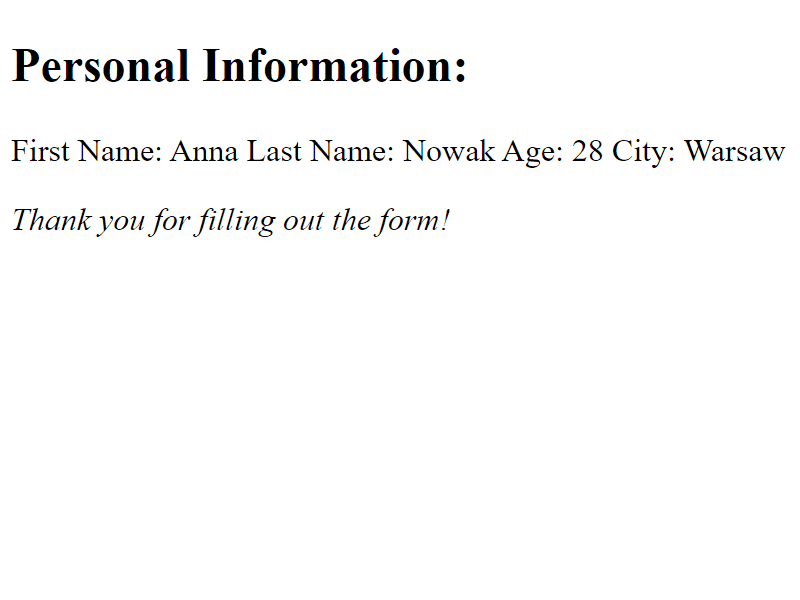 Personal Information:
First Name: Anna Last Name: Nowak Age: 28 City: Warsaw
Thank you for filling out the form!